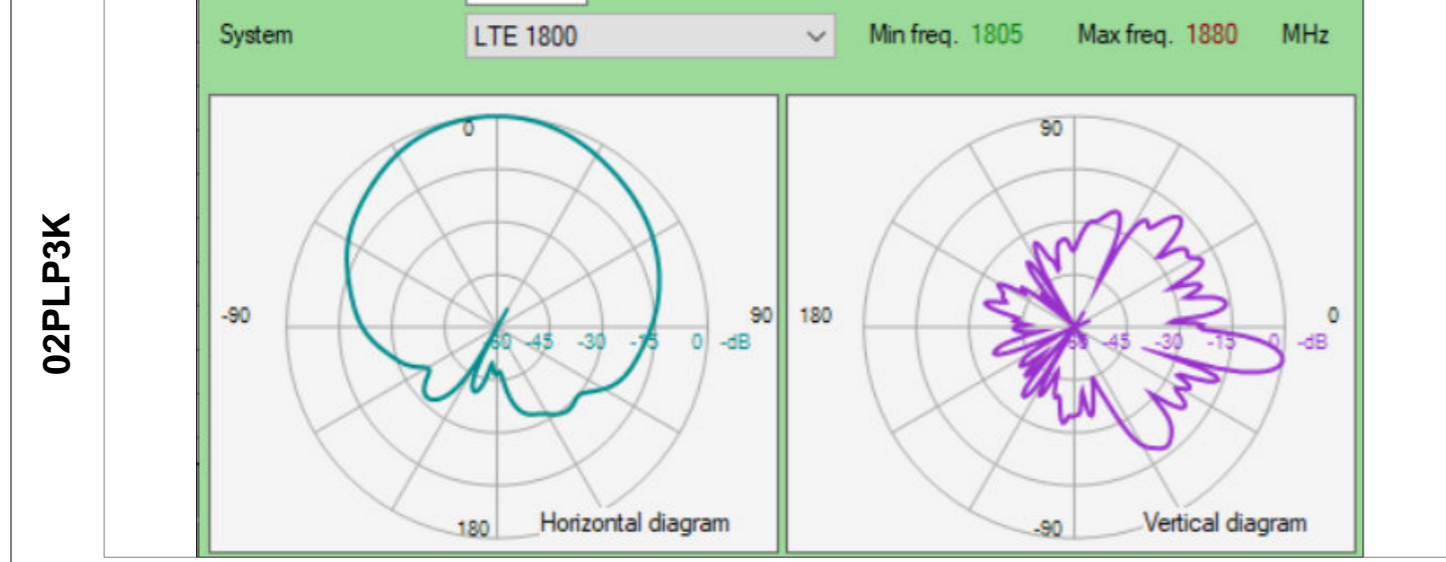 02PLP3K
System LTE 1800 Min freq. 1805 Max freq. 1880 MHz
0
-90 90
-60 -45 -30 -15 0 -dB
180
Horizontal diagram
90
180 0
-45 -30 -15 0 -dB
-90
Vertical diagram